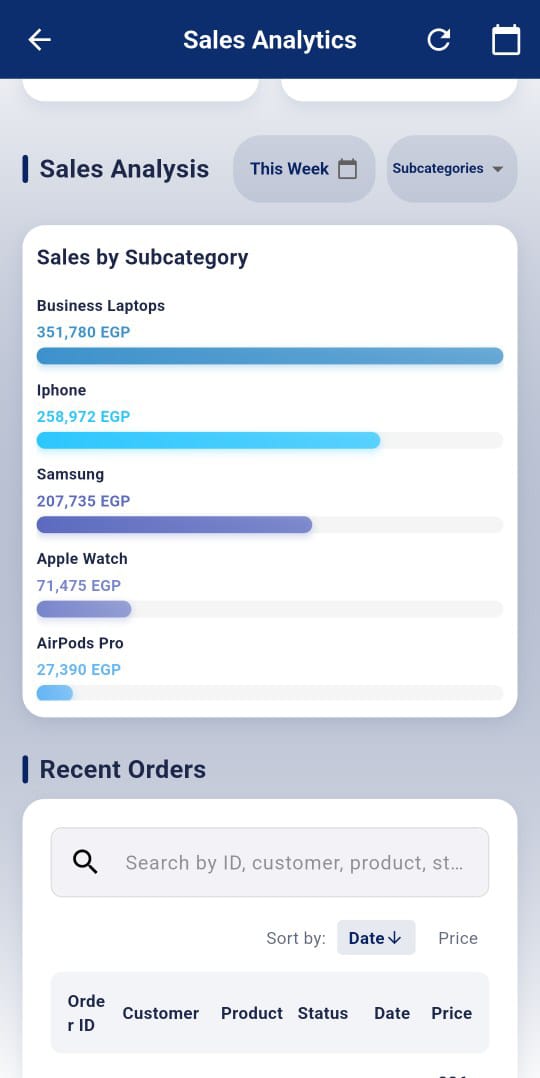 Sales Analytics
Sales Analysis
This Week
Subcategories
Sales by Subcategory
Business Laptops
351,780 EGP
Iphone
258,972 EGP
Samsung
207,735 EGP
Apple Watch
71,475 EGP
AirPods Pro
27,390 EGP
Recent Orders
Search by ID, customer, product, st...
Sort by: Date↓ Price
Orde
r ID Customer Product Status Date Price